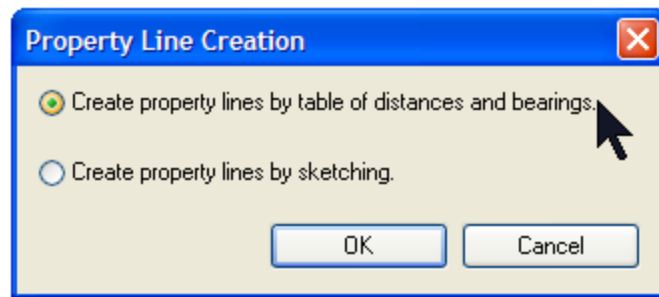 Property Line Creation
Create property lines by table of distances and bearings.
Create property lines by sketching.
OK Cancel